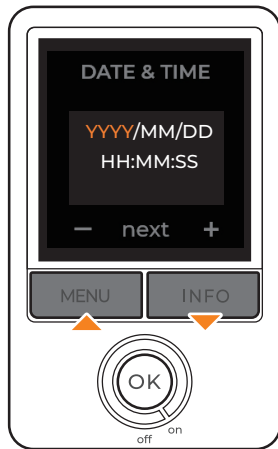 DATE & TIME
YYYY/MM/DD
HH:MM:SS
− next +
MENU INFO
OK
off on